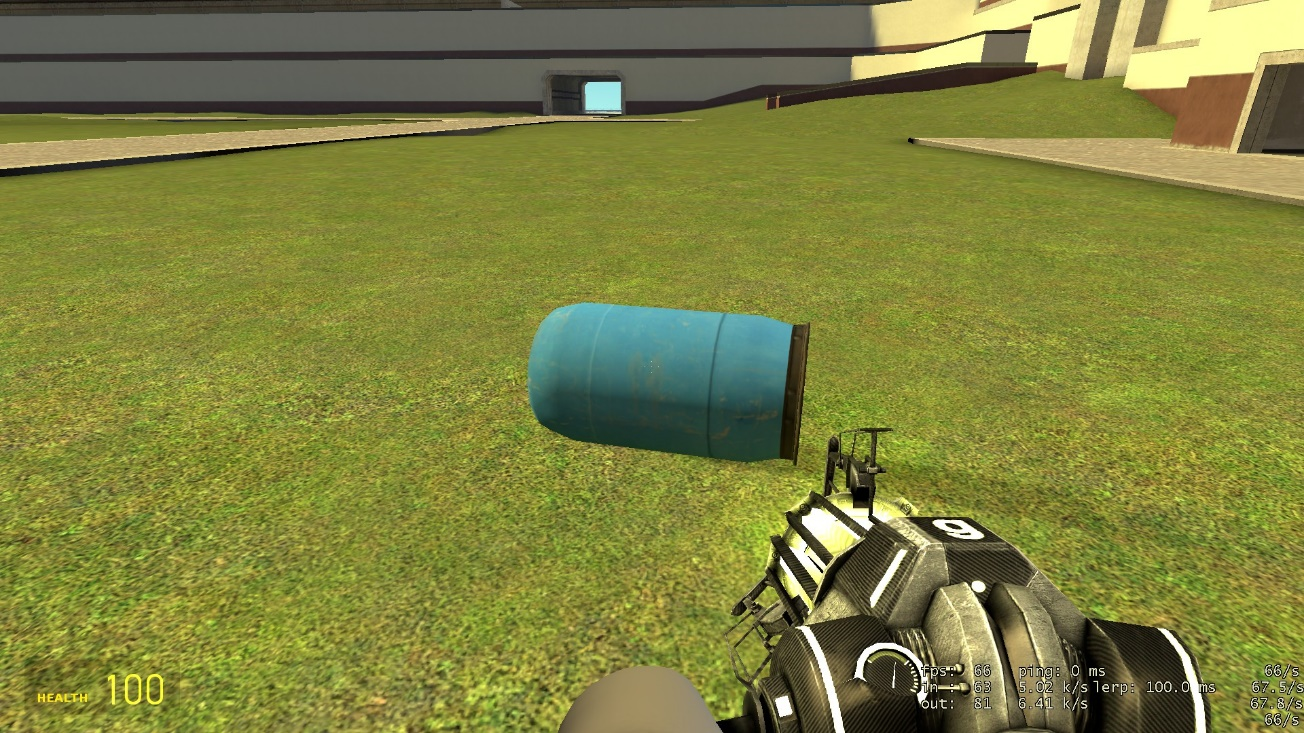 g
HEALTH 100
fps: 66 ping: 0 ms 66/s
in : 63 5.02 k/s lerp: 100.0 ms 67.5/s
out: 81 6.41 k/s 67.8/s
66/s